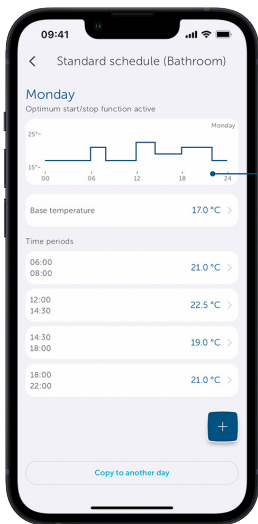 09:41
Standard schedule (Bathroom)
Monday
Optimum start/stop function active
Monday
25°-
15°-
00 06 12 18 24
Base temperature 17.0 °C
Time periods
06:00
08:00
21.0 °C
12:00
14:30
22.5 °C
14:30
18:00
19.0 °C
18:00
22:00
21.0 °C
+
Copy to another day